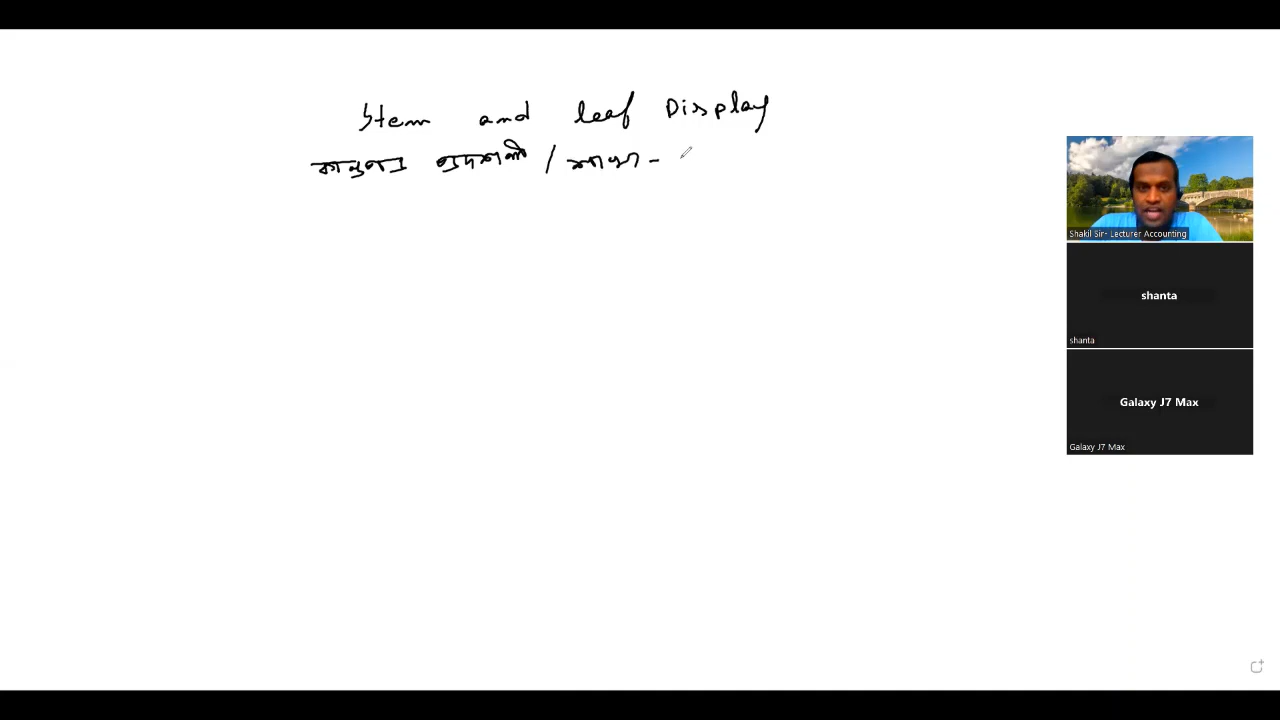 Stem and leaf Display
প্রদর্শনী / শাখা -
Shakil Sir- Lecturer Accounting
shanta
shanta
Galaxy J7 Max
Galaxy J7 Max